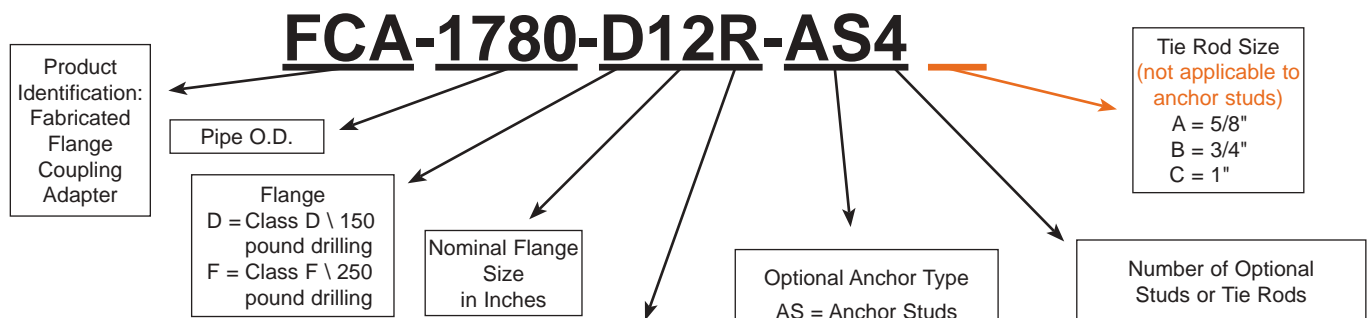 FCA-1780-D12R-AS4
Product
Identification:
Fabricated
Flange
Coupling
Adapter
Pipe O.D.
Flange
D = Class D \ 150
pound drilling
F = Class F \ 250
pound drilling
Nominal Flange
Size
in Inches
Optional Anchor Type
AS = Anchor Studs
Number of Optional
Studs or Tie Rods
Tie Rod Size
(not applicable to
anchor studs)
A = 5/8"
B = 3/4"
C = 1"